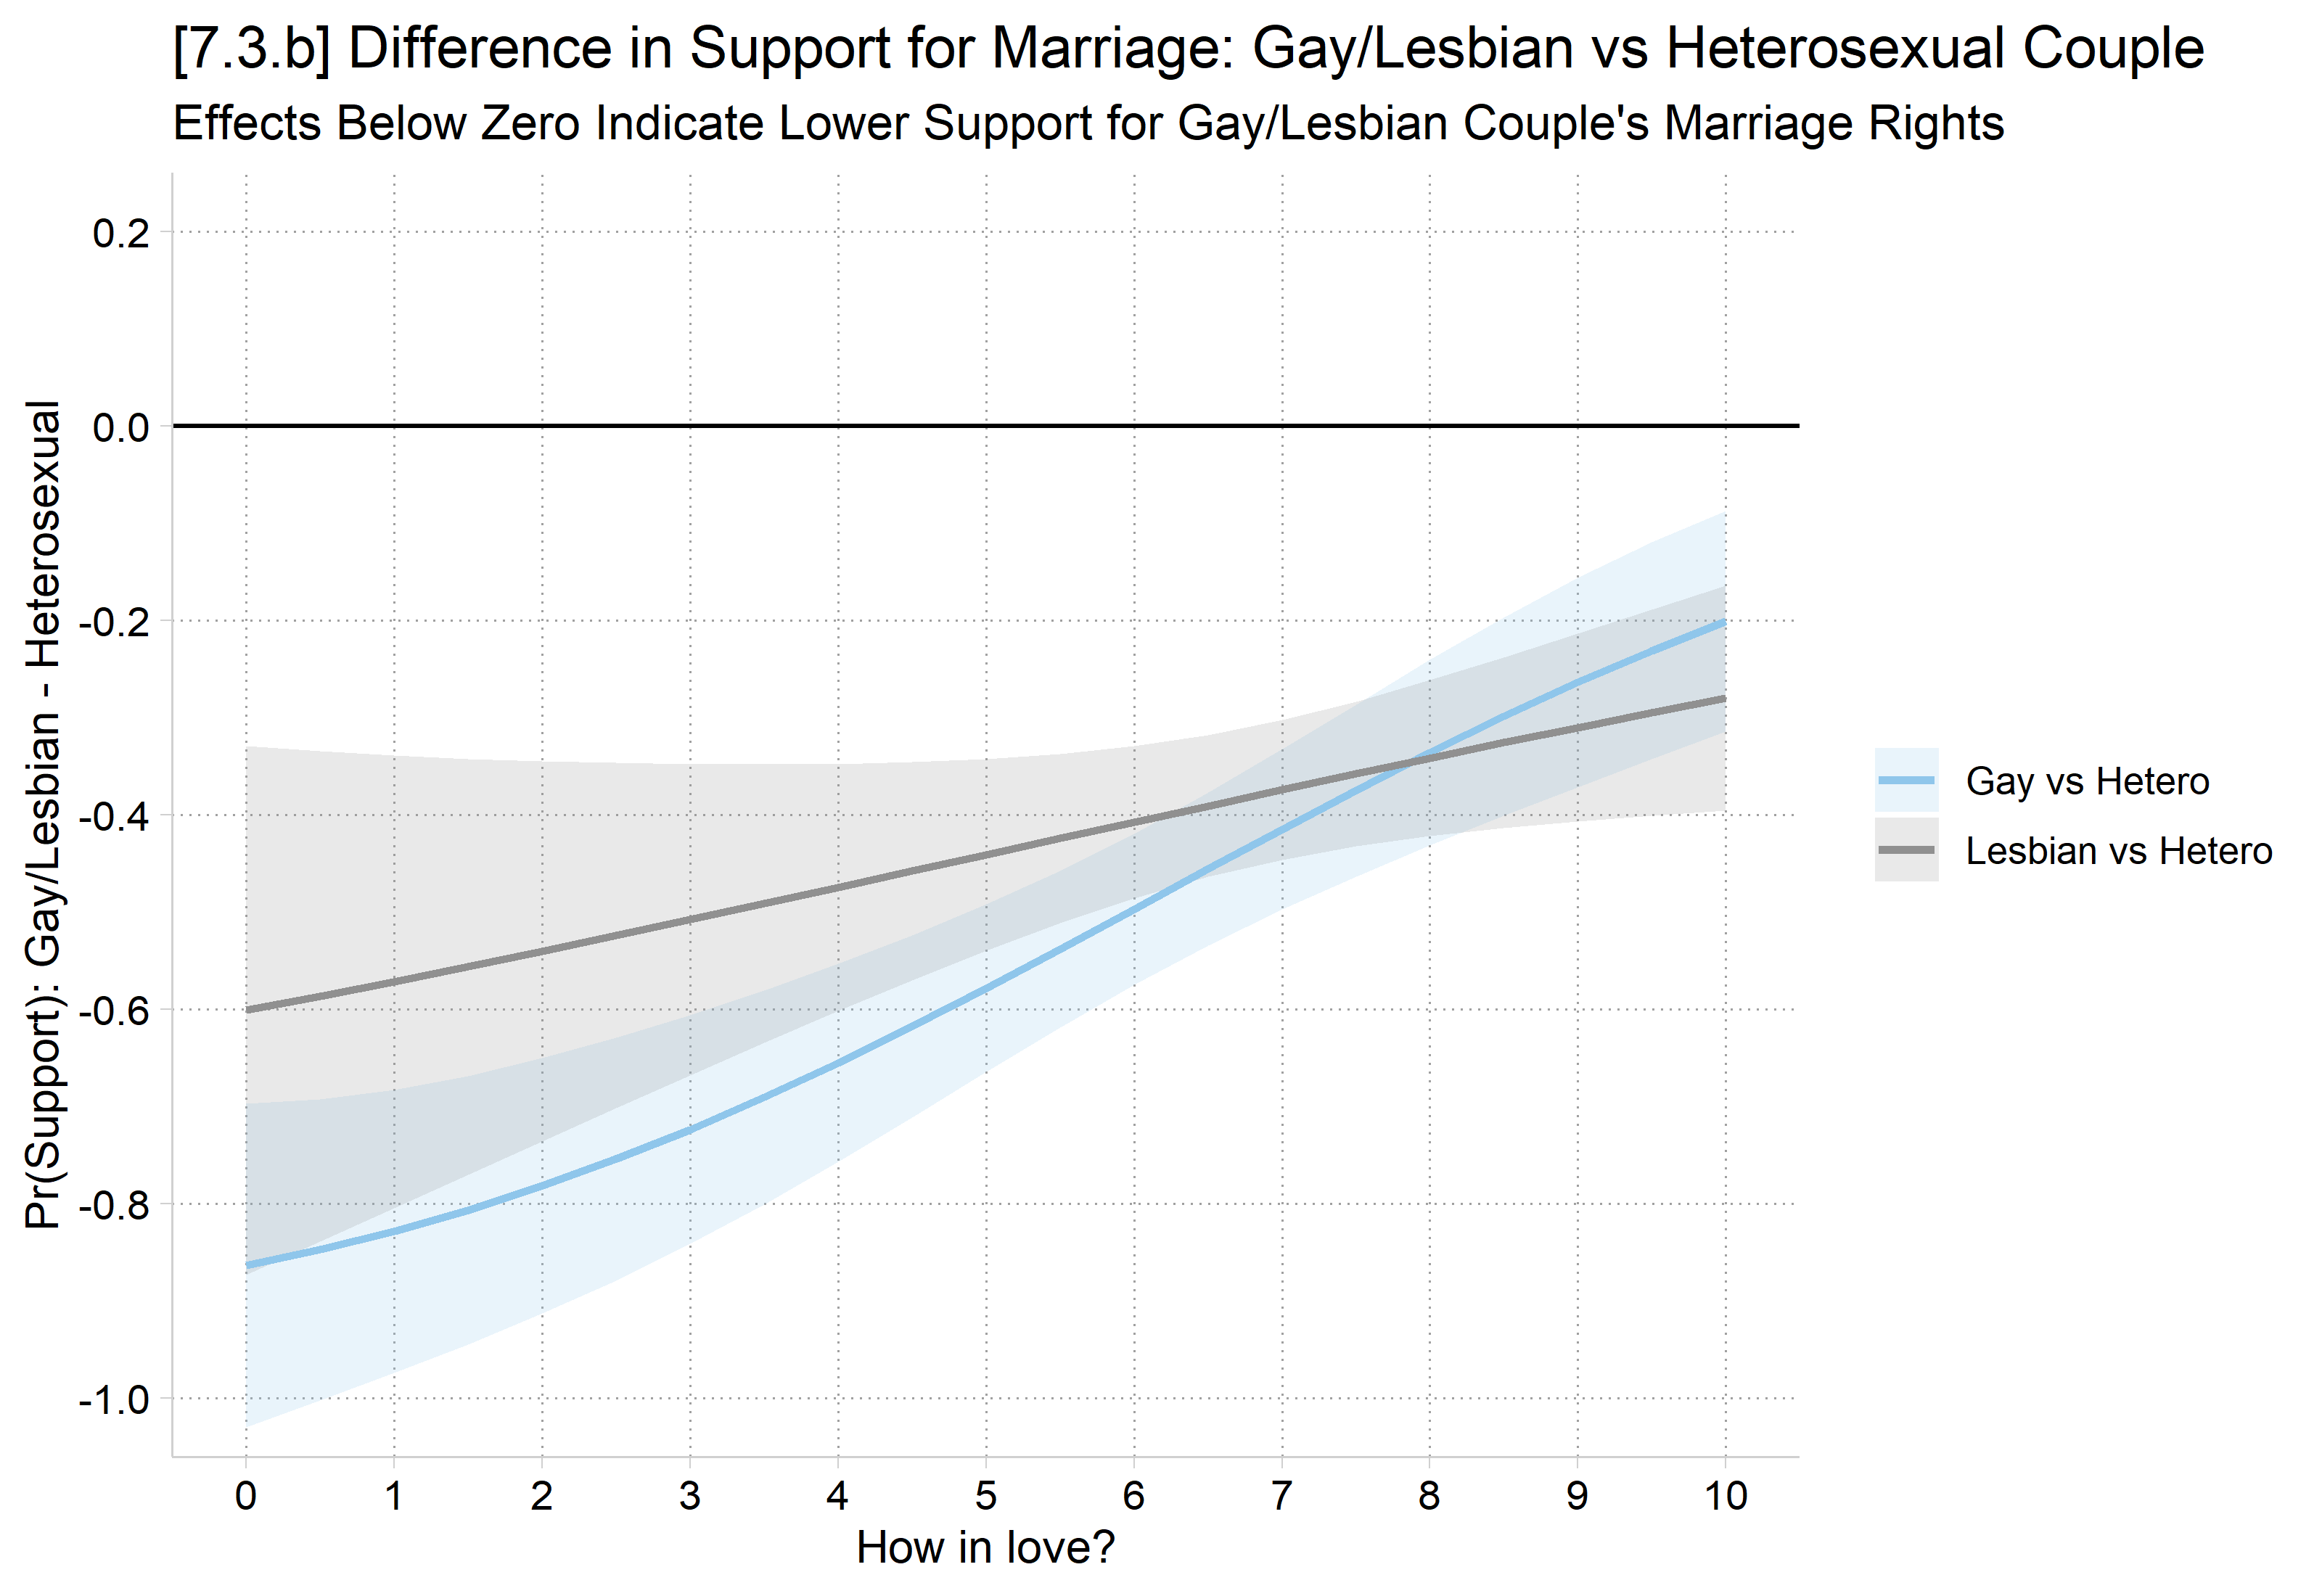 [7.3.b] Difference in Support for Marriage: Gay/Lesbian vs Heterosexual Couple
Effects Below Zero Indicate Lower Support for Gay/Lesbian Couple's Marriage Rights
Pr(Support): Gay/Lesbian - Heterosexual
0.2
0.0
-0.2
-0.4
-0.6
-0.8
-1.0
0 1 2 3 4 5 6 7 8 9 10
How in love?
Gay vs Hetero
Lesbian vs Hetero